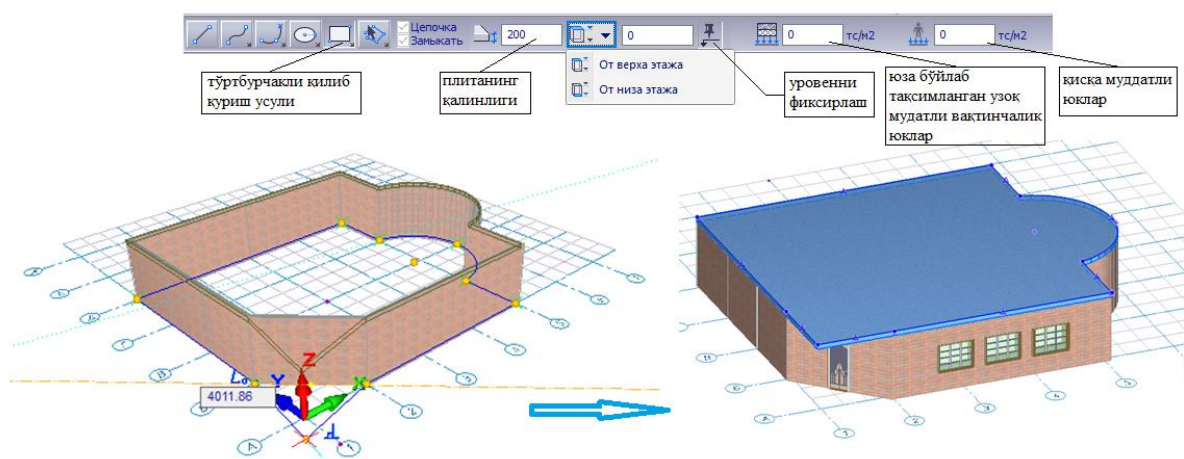 Цепочка
Замыкать
200
0
0
тс/м2
0
тс/м2
От верха этажа
От низа этажа
тўртбурчакли қилиб
қуриш усули
плитанинг
қалинлиги
уровенни
фиксирлаш
юза бўйлаб
тақсимланган узоқ
мудатли вақтинчалик
юклар
қисқа муддатли
юклар
Z
Y
X
4011.86